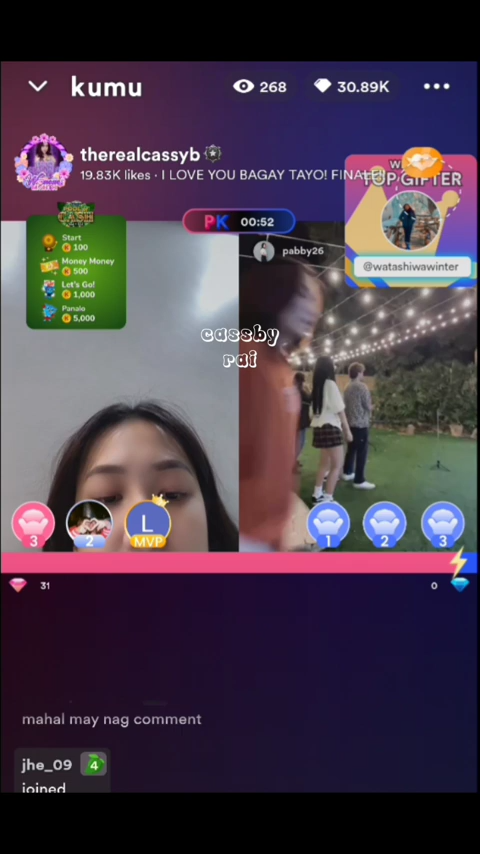 kumu
268
30.89K
therealcassyb
19.83K likes · I LOVE YOU BAGAY TAYO! FINALE!!
TOP GIFTER
@watashiwawinter
Start
100
Money Money
500
Let's Go!
1,000
Panalo
5,000
PK 00:52
pabby26
cassby
rai
3
2
L
MVP
1
2
3
31
0
mahal may nag comment
jhe_09 4
joined